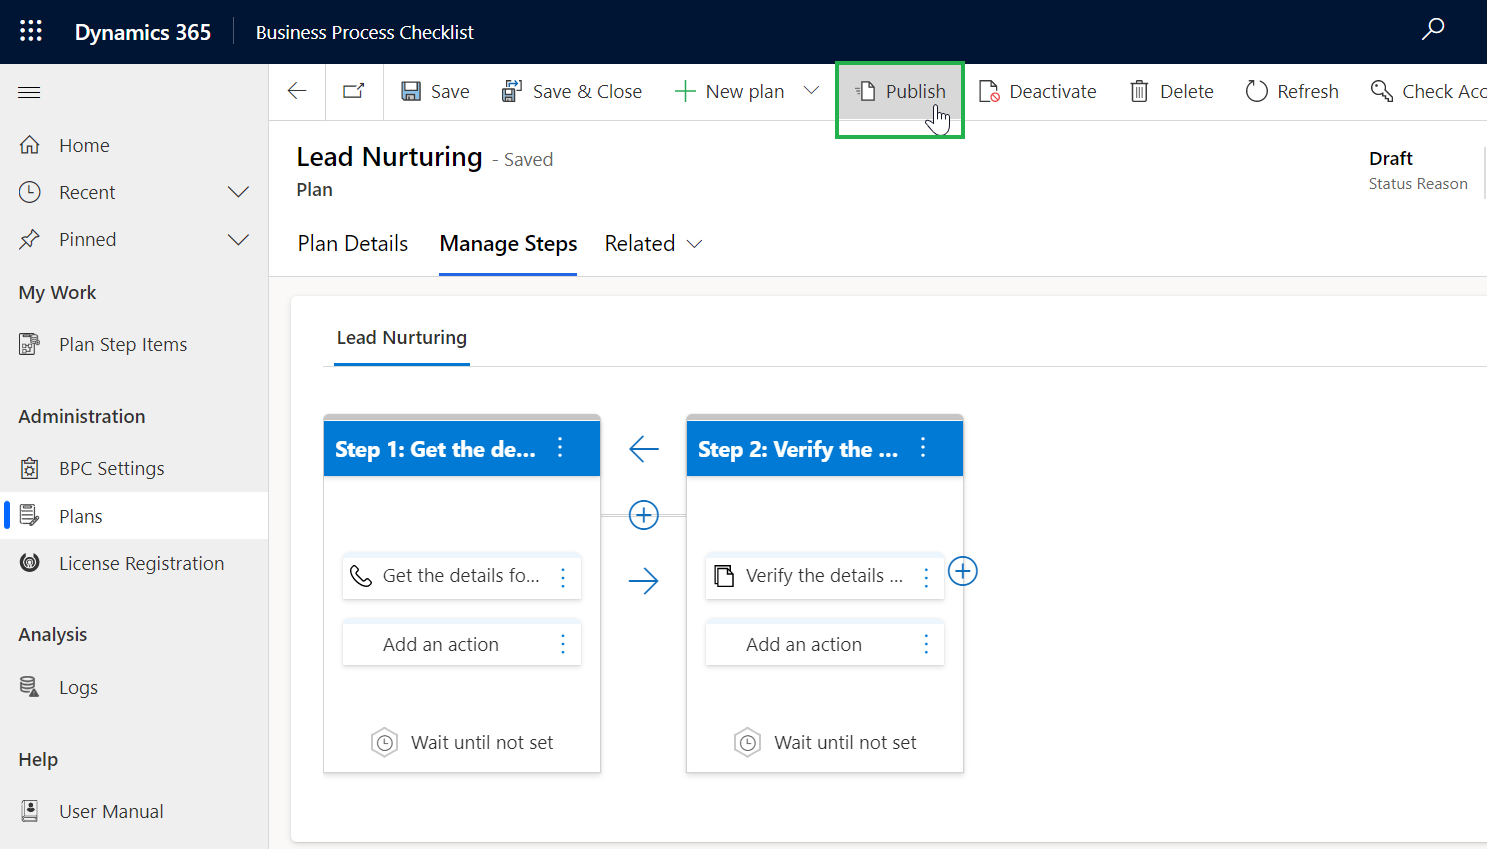 Dynamics 365 Business Process Checklist
Save Save & Close New plan Publish Deactivate Delete Refresh Check Acc
Home
Recent
Pinned
My Work
Plan Step Items
Administration
BPC Settings
Plans
License Registration
Analysis
Logs
Help
User Manual
Lead Nurturing - Saved
Plan
Draft
Status Reason
Plan Details Manage Steps Related
Lead Nurturing
Step 1: Get the de...
Get the details fo...
Add an action
Wait until not set
Step 2: Verify the ...
Verify the details ...
Add an action
Wait until not set